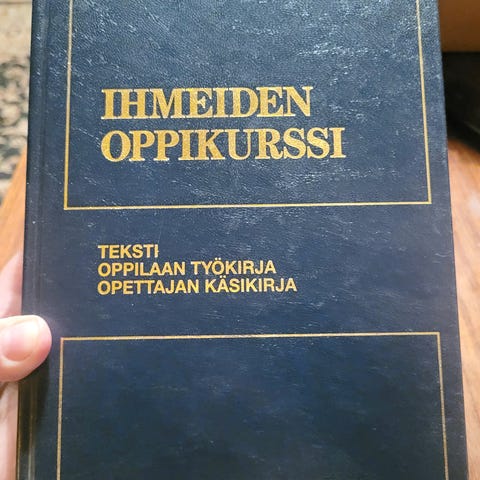 IHMEIDEN
OPPIKURSSI
TEKSTI
OPPILAAN TYÖKIRJA
OPETTAJAN KÄSIKIRJA